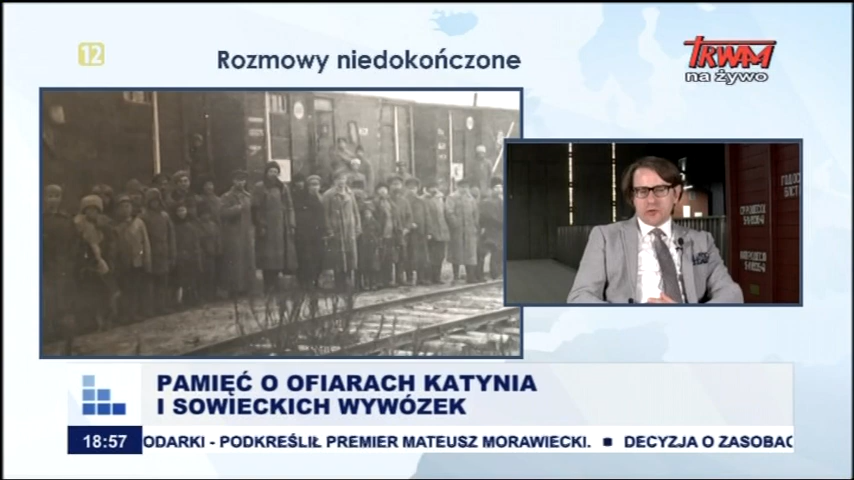 12
Rozmowy niedokończone
TRWAM
na żywo
PAMIĘĆ O OFIARACH KATYNIA
I SOWIECKICH WYWÓZEK
18:57 ODARKI - PODKREŚLIŁ PREMIER MATEUSZ MORAWIECKI. ■ DECYZJA O ZASOBAC